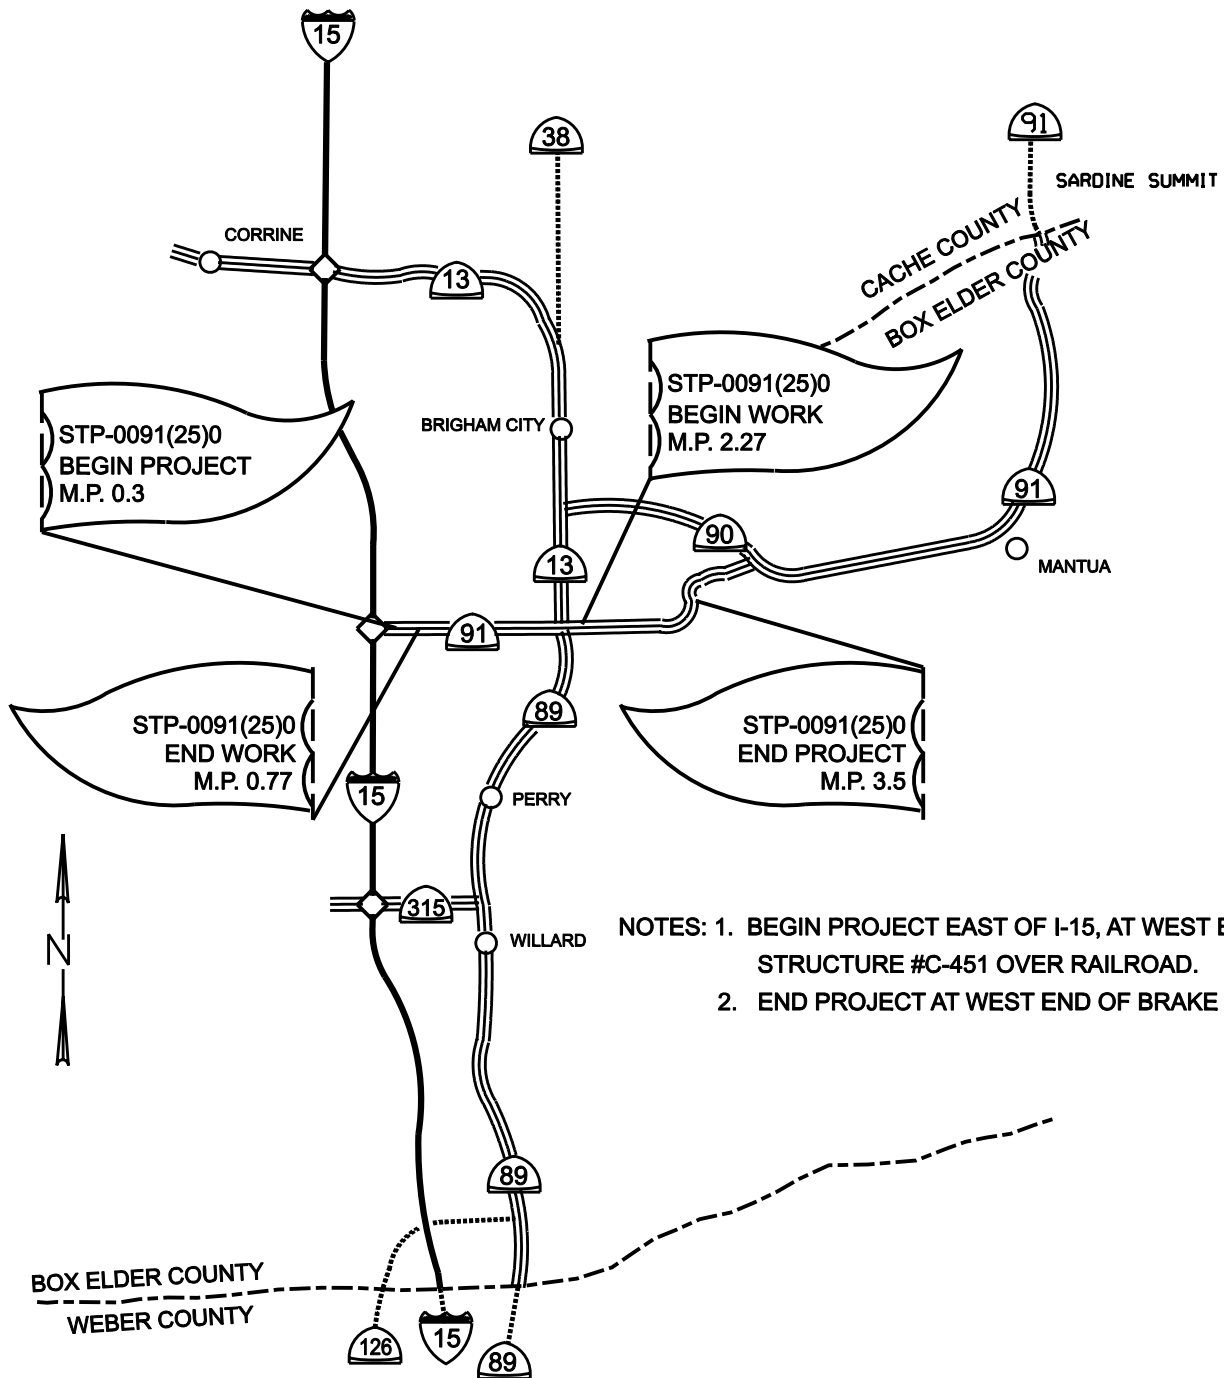 15
38
91
SARDINE SUMMIT
CORRINE
CACHE COUNTY
BOX ELDER COUNTY
13
STP-0091(25)0
BEGIN WORK
M.P. 2.27
STP-0091(25)0
BEGIN PROJECT
M.P. 0.3
BRIGHAM CITY
91
90
13
MANTUA
91
STP-0091(25)0
END WORK
M.P. 0.77
89
STP-0091(25)0
END PROJECT
M.P. 3.5
15
PERRY
315
N
WILLARD
NOTES: 1. BEGIN PROJECT EAST OF I-15, AT WEST
STRUCTURE #C-451 OVER RAILROAD.
2. END PROJECT AT WEST END OF BRAKE
89
BOX ELDER COUNTY
WEBER COUNTY
126
15
89